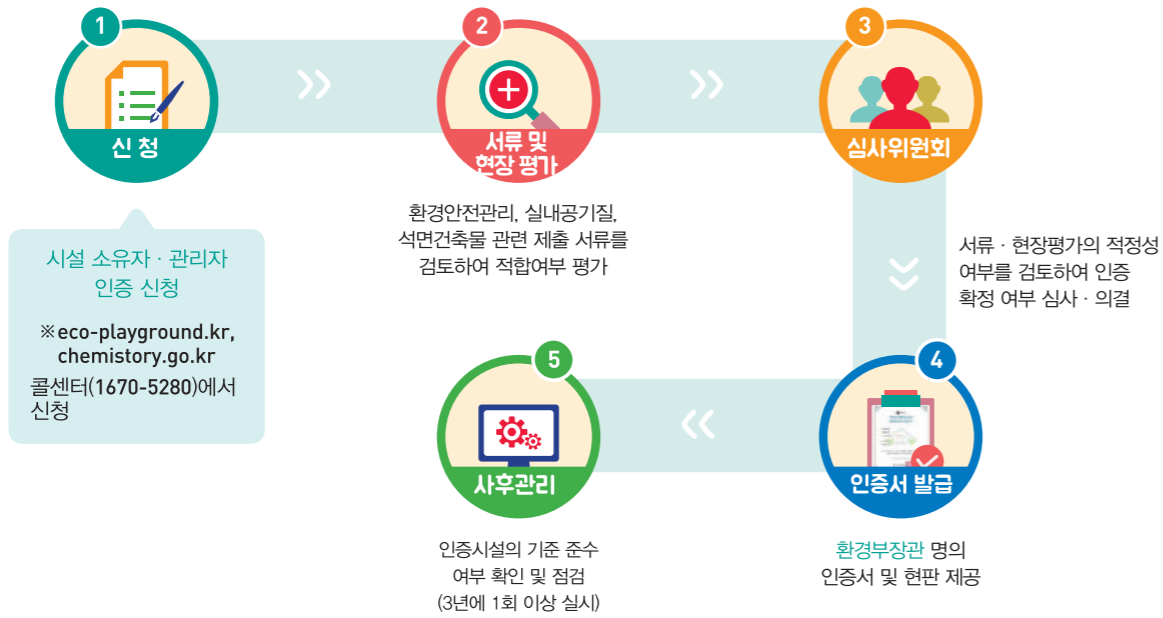 1
신 청
시설 소유자 · 관리자
인증 신청
※eco-playground.kr,
chemistory.go.kr
콜센터(1670-5280)에서
신청
2
서류 및
현장 평가
환경안전관리, 실내공기질,
석면건축물 관련 제출 서류를
검토하여 적합여부 평가
3
심사위원회
서류 · 현장평가의 적정성
여부를 검토하여 인증
확정 여부 심사 · 의결
4
인증서 발급
환경부장관 명의
인증서 및 현판 제공
5
사후관리
인증시설의 기준 준수
여부 확인 및 점검
(3년에 1회 이상 실시)